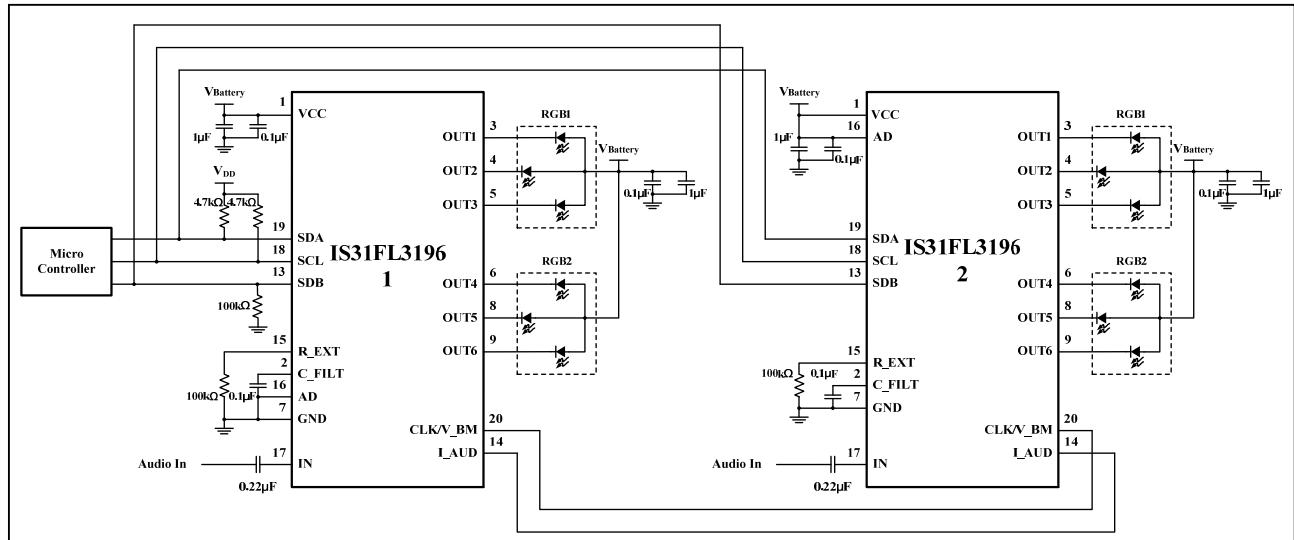 Micro
Controller
VBattery
1µF
0.1µF
VDD
4.7kΩ
4.7kΩ
100kΩ
100kΩ
0.1µF
Audio In
0.22µF
1
VCC
19
SDA
18
SCL
13
SDB
15
R_EXT
2
C_FILT
16
AD
7
GND
17
IN
IS31FL3196
1
OUT1
3
OUT2
4
OUT3
5
OUT4
6
OUT5
8
OUT6
9
CLK/V_BM
20
I_AUD
14
RGB1
RGB2
VBattery
0.1µF
1µF
VBattery
1µF
0.1µF
100kΩ
0.1µF
Audio In
0.22µF
1
VCC
16
AD
19
SDA
18
SCL
13
SDB
15
R_EXT
2
C_FILT
7
GND
17
IN
IS31FL3196
2
OUT1
3
OUT2
4
OUT3
5
OUT4
6
OUT5
8
OUT6
9
CLK/V_BM
20
I_AUD
14
RGB1
RGB2
VBattery
0.1µF
1µF